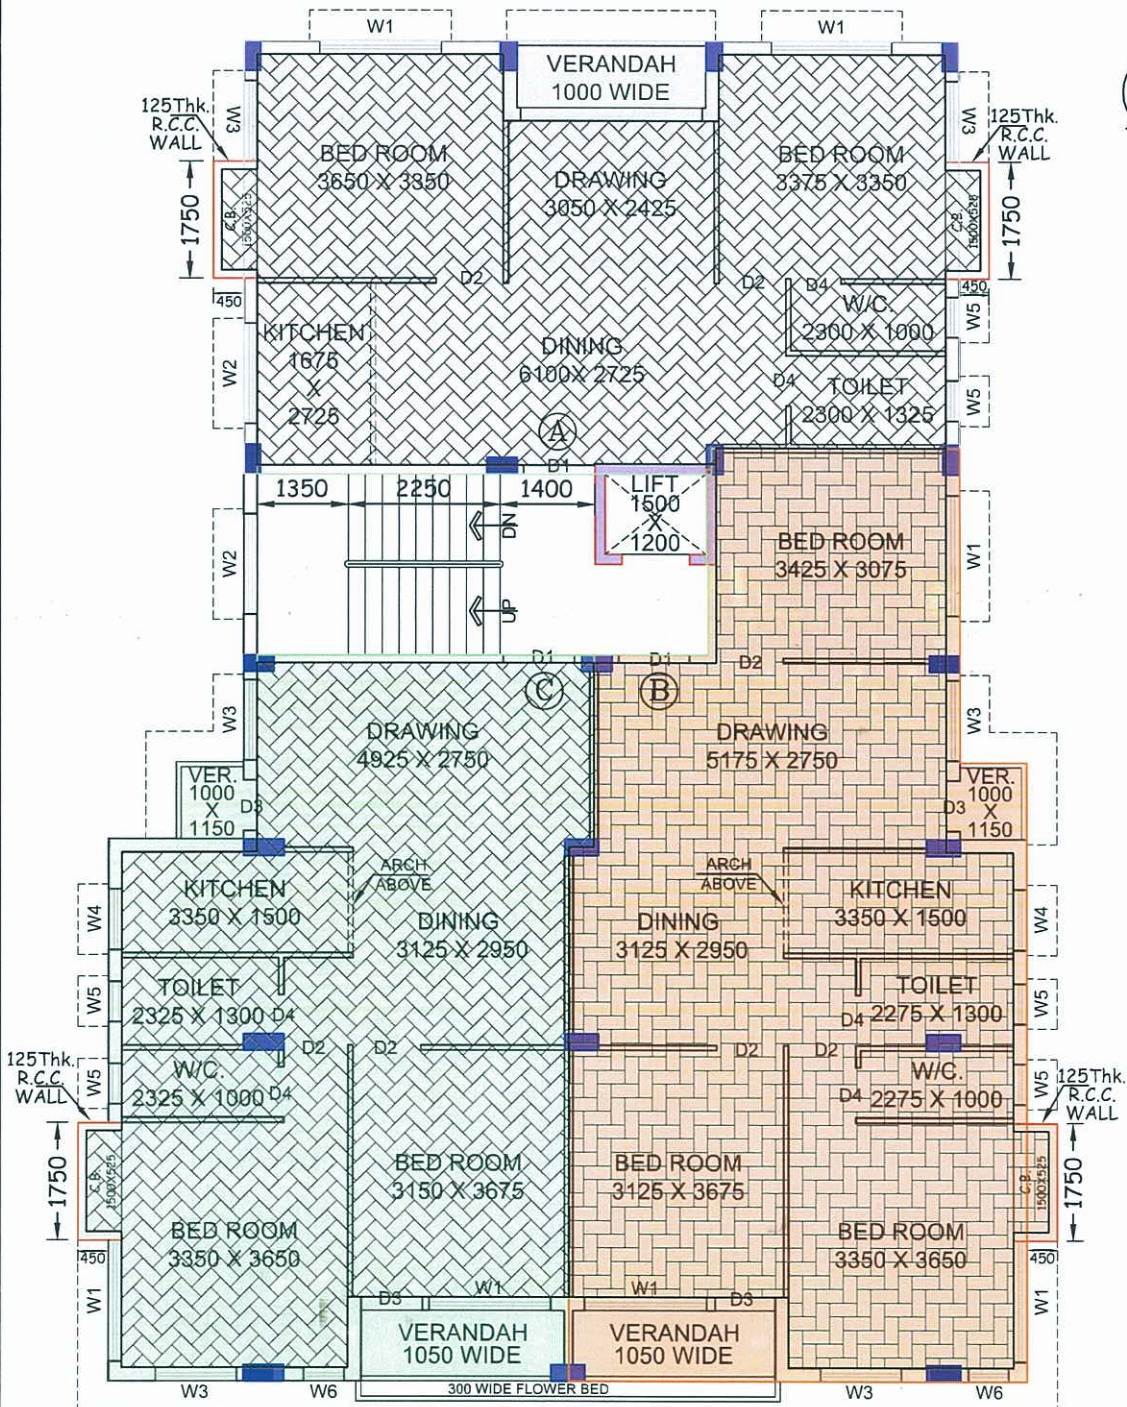 W1
W1
VERANDAH
1000 WIDE
125Thk.
R.C.C.
WALL
W3
W3
125Thk.
R.C.C.
WALL
BED ROOM
3650 X 3350
DRAWING
3050 X 2425
BED ROOM
3375 X 3350
1750
C.B.
1500X525
C.B.
1500X525
1750
D2
D2
D4
450
450
KITCHEN
1675
X
2725
W2
DINING
6100X 2725
W/C.
2300 X 1000
W5
D4
TOILET
2300 X 1325
W5
A
D1
1350
2250
1400
LIFT
1500
X
1200
DN
UP
W2
BED ROOM
3425 X 3075
W1
D1
D1
D2
C
B
W3
DRAWING
4925 X 2750
DRAWING
5175 X 2750
W3
VER.
1000
X
1150
D3
D3
VER.
1000
X
1150
ARCH
ABOVE
ARCH
ABOVE
W4
KITCHEN
3350 X 1500
DINING
3125 X 2950
DINING
3125 X 2950
KITCHEN
3350 X 1500
W4
W5
TOILET
2325 X 1300
D4
D4
TOILET
2275 X 1300
W5
D2
D2
D2
D2
125Thk.
R.C.C.
WALL
W5
W/C.
2325 X 1000
D4
D4
W/C.
2275 X 1000
W5
125Thk.
R.C.C.
WALL
1750
C.B.
1500X525
BED ROOM
3150 X 3675
BED ROOM
3125 X 3675
C.B.
1500X525
1750
BED ROOM
3350 X 3650
BED ROOM
3350 X 3650
450
450
W1
W1
D3
W1
W1
D3
VERANDAH
1050 WIDE
VERANDAH
1050 WIDE
300 WIDE FLOWER BED
W3
W6
W3
W6